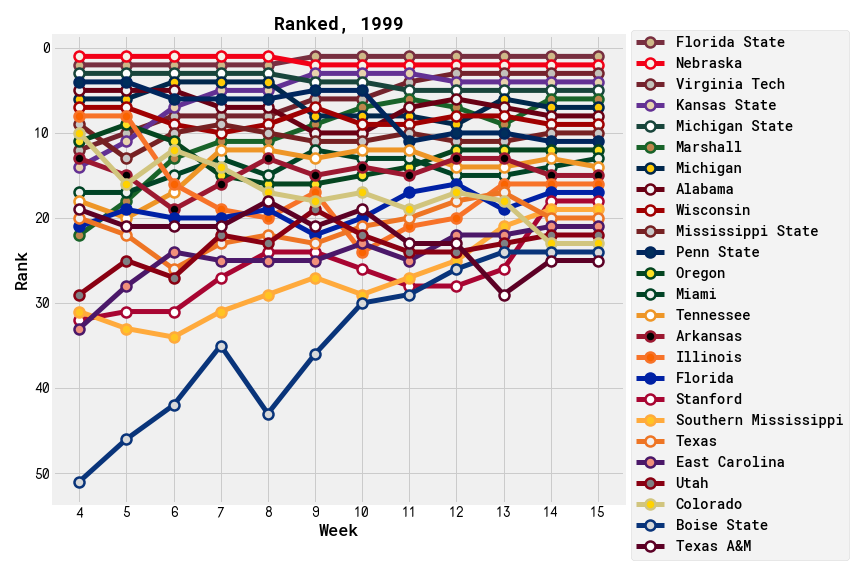 Ranked, 1999
0
10
20
30
40
50
Rank
4 5 6 7 8 9 10 11 12 13 14 15
Week
Florida State
Nebraska
Virginia Tech
Kansas State
Michigan State
Marshall
Michigan
Alabama
Wisconsin
Mississippi State
Penn State
Oregon
Miami
Tennessee
Arkansas
Illinois
Florida
Stanford
Southern Mississippi
Texas
East Carolina
Utah
Colorado
Boise State
Texas A&M